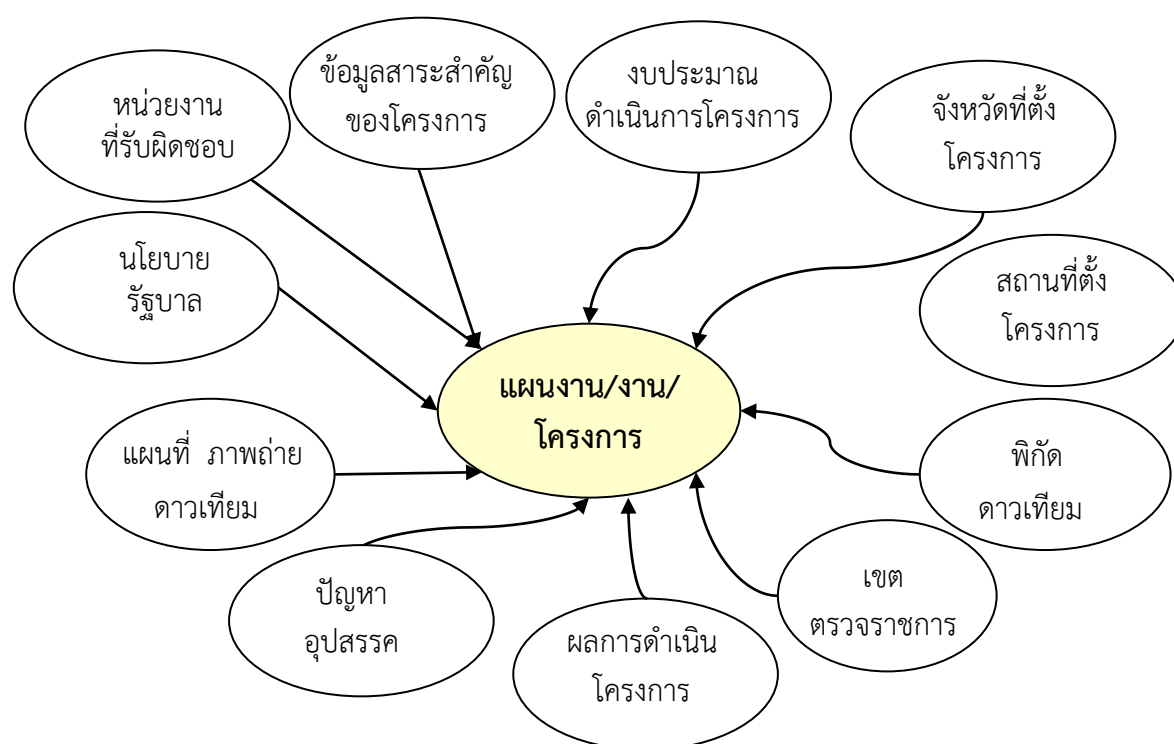 ข้อมูลสาระสำคัญ
ของโครงการ
งบประมาณ
ดำเนินการโครงการ
หน่วยงาน
ที่รับผิดชอบ
จังหวัดที่ตั้ง
โครงการ
นโยบาย
รัฐบาล
สถานที่ตั้ง
โครงการ
แผนงาน/งาน/
โครงการ
แผนที่ ภาพถ่าย
ดาวเทียม
พิกัด
ดาวเทียม
ปัญหา
อุปสรรค
ผลการดำเนิน
โครงการ
เขต
ตรวจราชการ